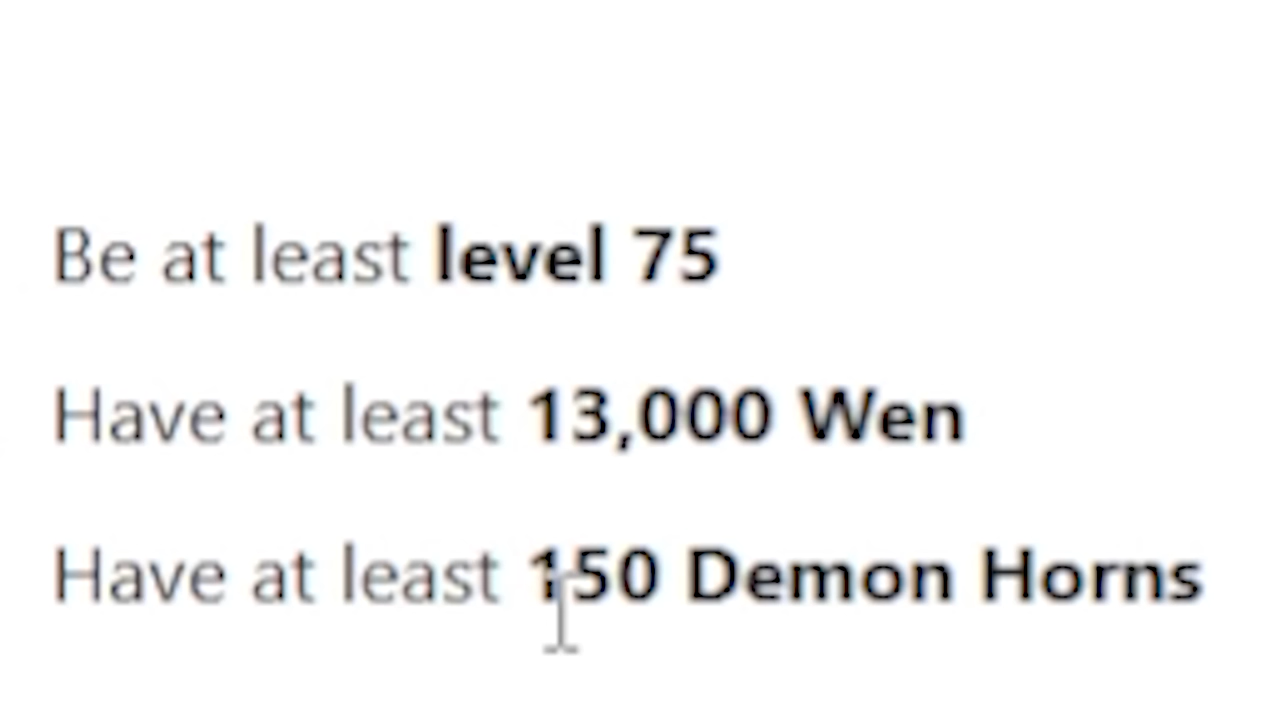 Be at least level 75
Have at least 13,000 Wen
Have at least 150 Demon Horns